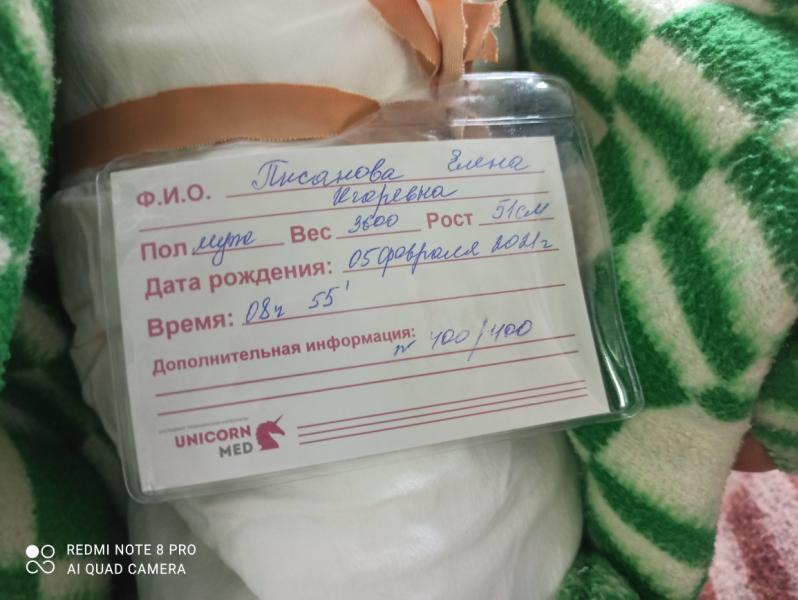 Ф.И.О. Писанова Елена
Игоревна
Пол муж Вес 3600 Рост 51см
Дата рождения: 05 февраля 2021г
Время: 08ч 55'
Дополнительная информация:
№ 400/400
UNICORN
MED
REDMI NOTE 8 PRO
AI QUAD CAMERA